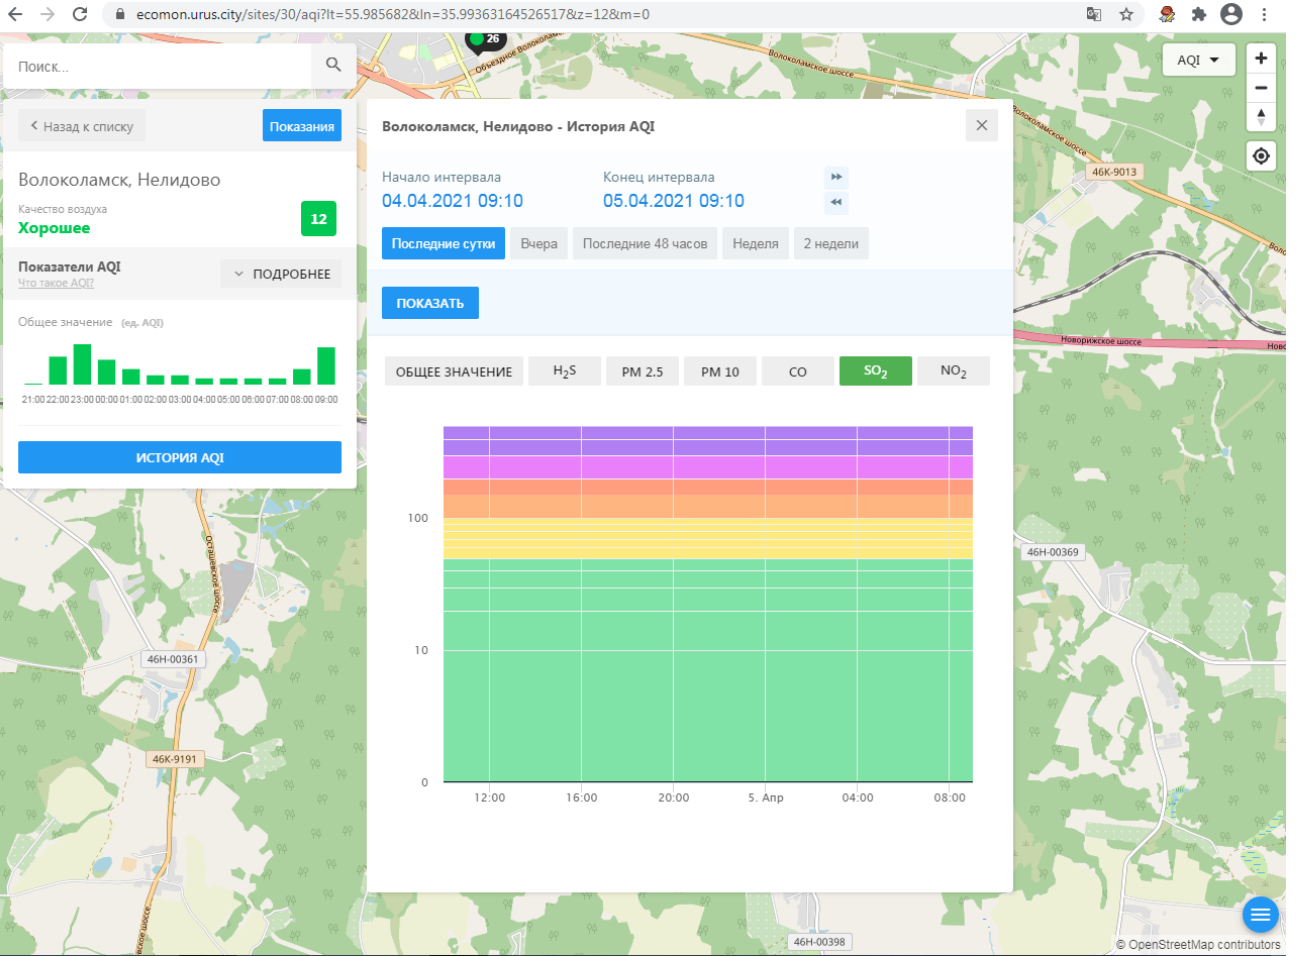 ecomon.urus.city/sites/30/aqi?lt=55.985682&ln=35.99363164526517&z=12&m=0
26
Объездное Волоколам
Волоколамское шоссе
Поиск...
AQI
Назад к списку
Показания
Волоколамск, Нелидово - История AQI
46К-9013
Начало интервала
Конец интервала
04.04.2021 09:10
05.04.2021 09:10
Волоколамск, Нелидово
Качество воздуха
Хорошее
12
Последние сутки
Вчера
Последние 48 часов
Неделя
2 недели
Показатели AQI
Что такое AQI?
ПОДРОБНЕЕ
ПОКАЗАТЬ
Общее значение (ед. AQI)
Новорижское шоссе
Ново
21:00 22:00 23:00 00:00 01:00 02:00 03:00 04:00 05:00 06:00 07:00 08:00 09:00
ОБЩЕЕ ЗНАЧЕНИЕ
H2S
PM 2.5
PM 10
CO
SO2
NO2
ИСТОРИЯ AQI
100
10
0
12:00
16:00
20:00
5. Апр
04:00
08:00
Осташевское шоссе
46Н-00369
46Н-00361
46К-9191
46Н-00398
© OpenStreetMap contributors